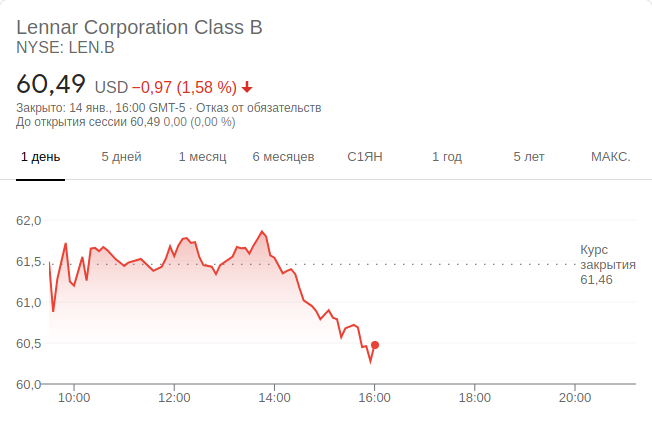 Lennar Corporation Class B
NYSE: LEN.B
60,49 USD −0,97 (1,58 %)
Закрыто: 14 янв., 16:00 GMT-5 · Отказ от обязательств
До открытия сессии 60,49 0,00 (0,00 %)
1 день 5 дней 1 месяц 6 месяцев С1ЯН 1 год 5 лет МАКС.
62,0
61,5
61,0
60,5
60,0
Курс
закрытия
61,46
10:00 12:00 14:00 16:00 18:00 20:00